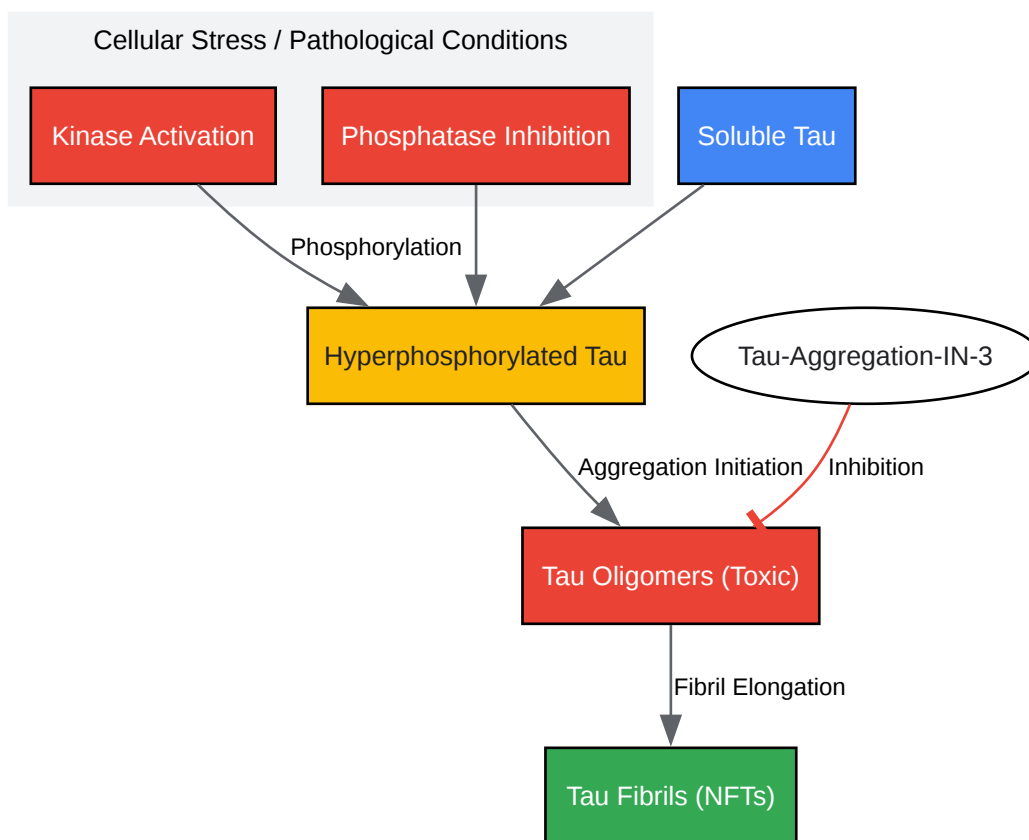 Cellular Stress / Pathological Conditions
Kinase Activation
Phosphatase Inhibition
Soluble Tau
Phosphorylation
Hyperphosphorylated Tau
Tau-Aggregation-IN-3
Aggregation Initiation
Inhibition
Tau Oligomers (Toxic)
Fibril Elongation
Tau Fibrils (NFTs)